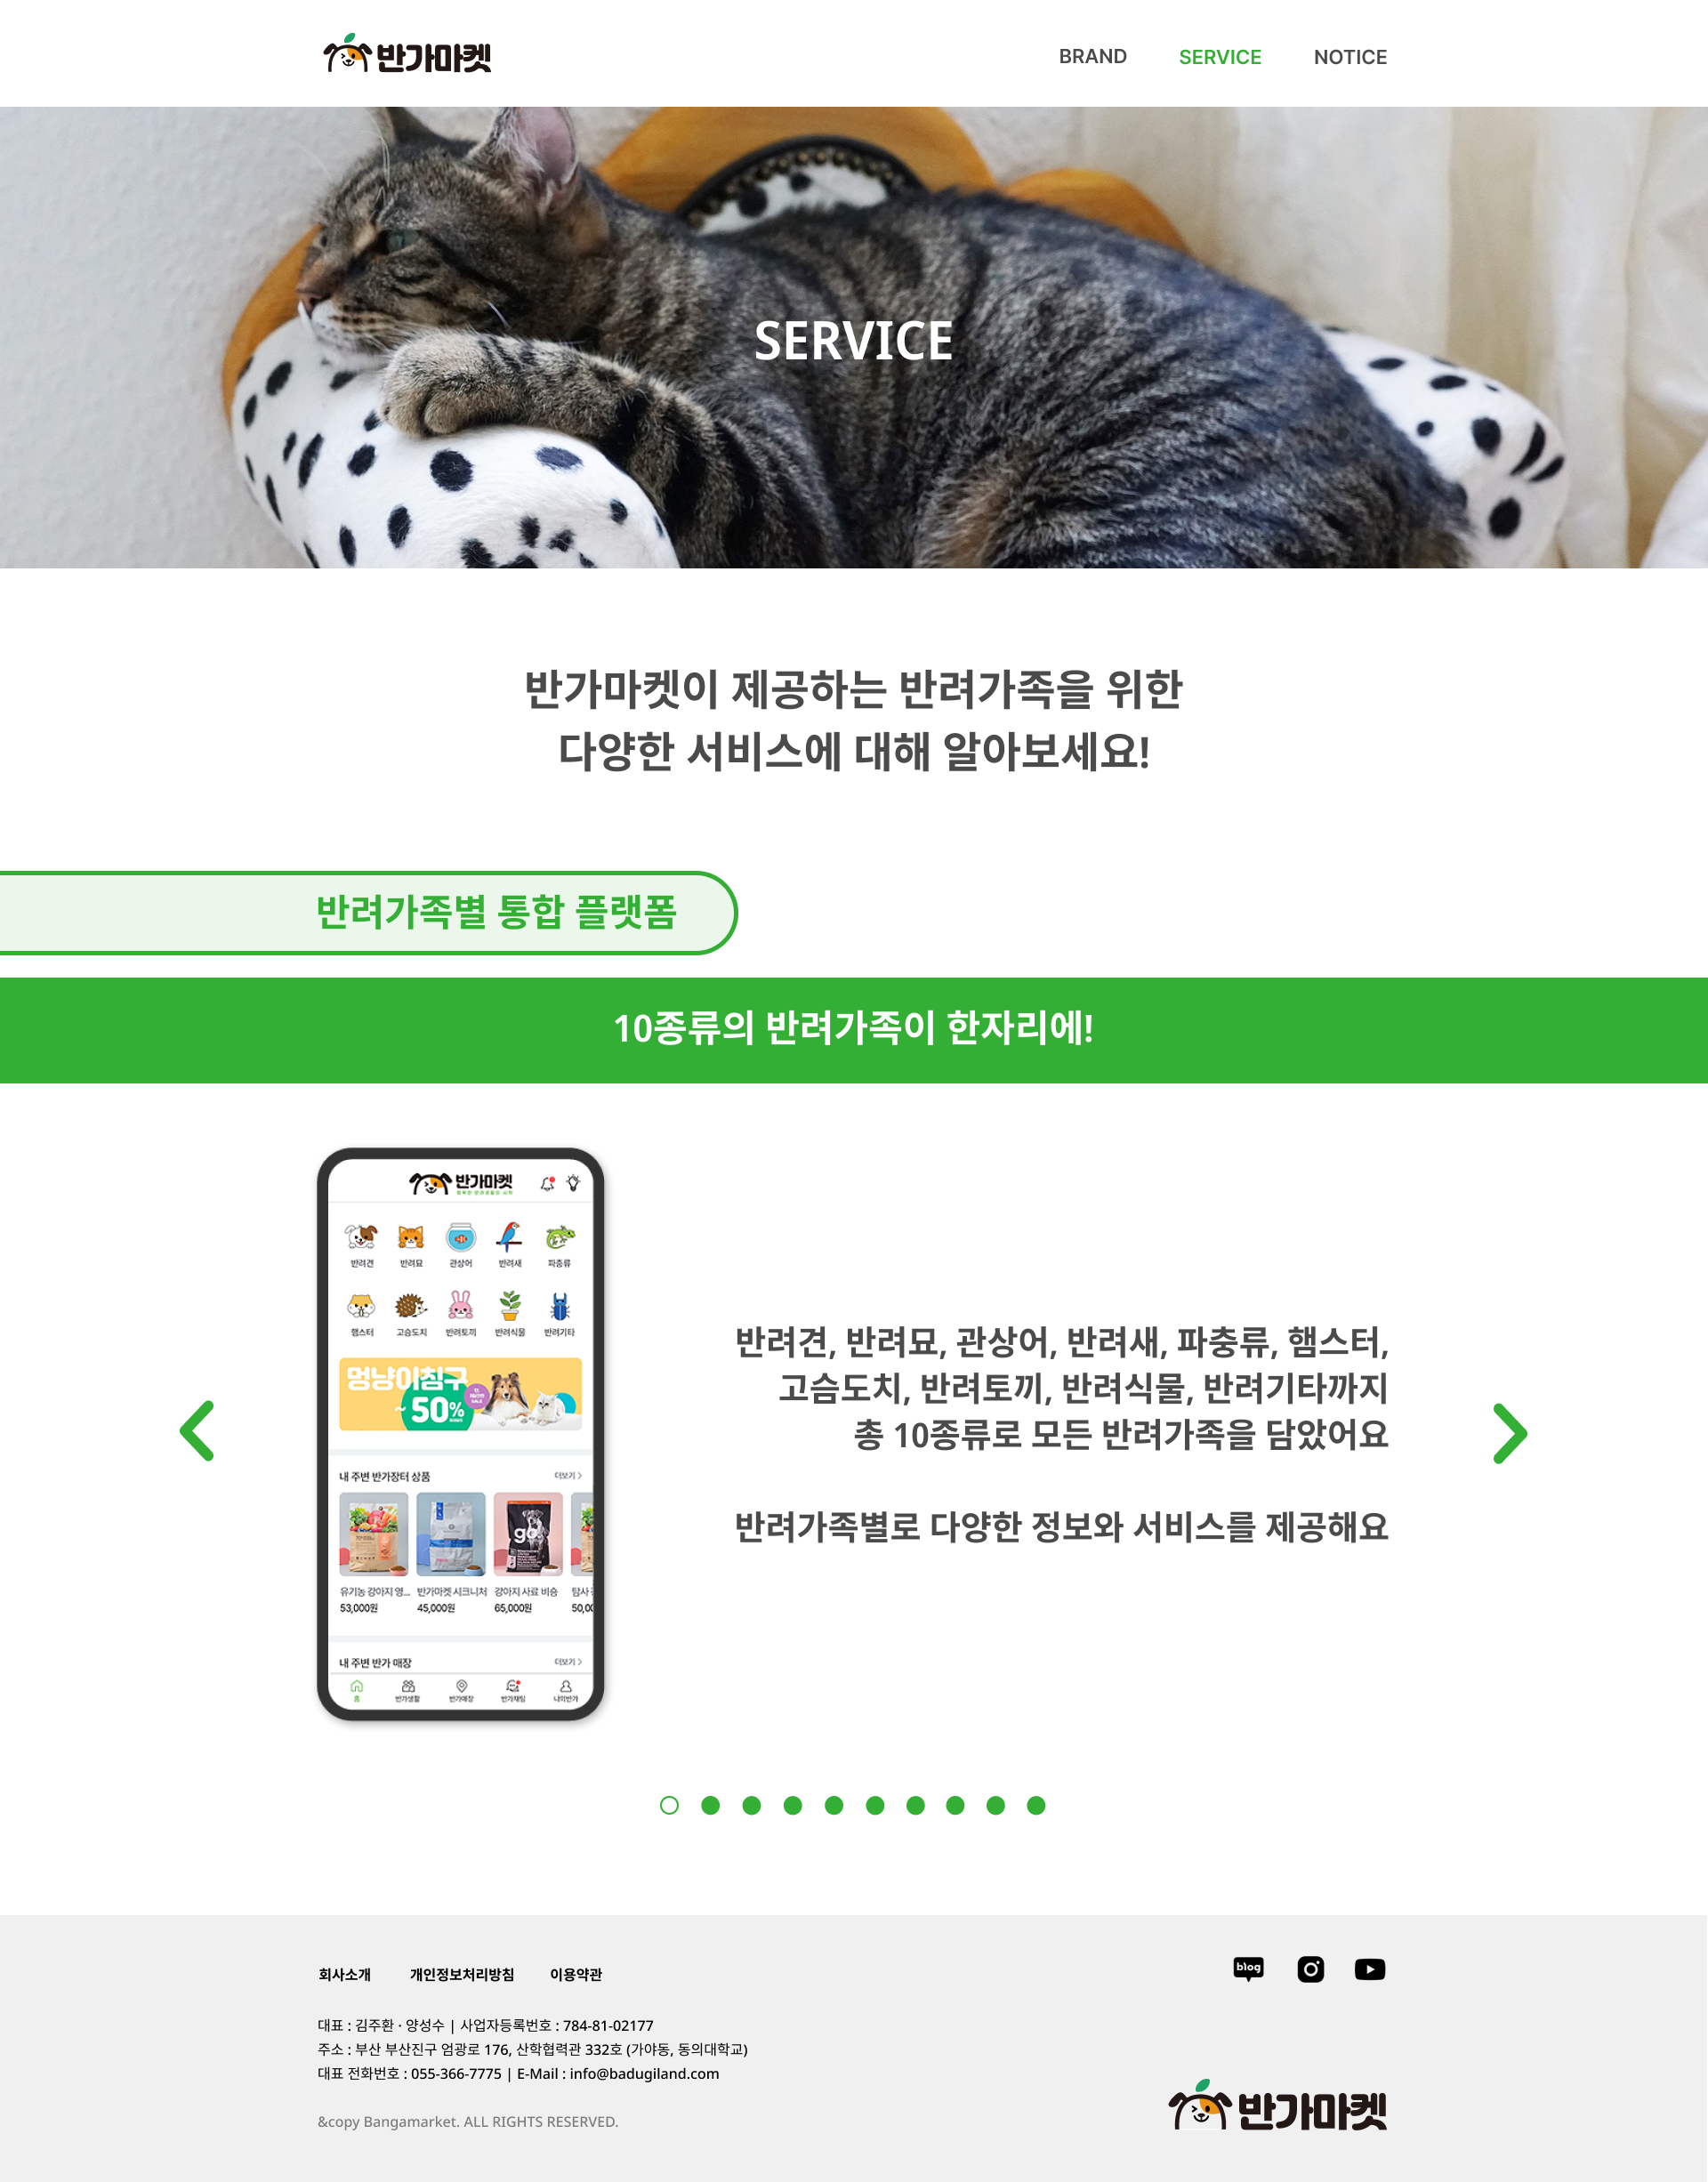 반가마켓
BRAND
SERVICE
NOTICE
SERVICE
반가마켓이 제공하는 반려가족을 위한
다양한 서비스에 대해 알아보세요!
반려가족별 통합 플랫폼
10종류의 반려가족이 한자리에!
반가마켓
반려견 반려묘 관상어 반려새 파충류
햄스터 고슴도치 반려토끼 반려식물 반려기타
멍냥이침구
~ 50%
내 주변 반가장터 상품
더보기 >
go!
유기농 강아지 영... 반가마켓 시크니처 강아지 사료 비숑 탐사
53,000원 45,000원 65,000원 50,00
내 주변 반가 매장
더보기 >
홈 반가생활 반가매장 반가채팅 나의반가
반려견, 반려묘, 관상어, 반려새, 파충류, 햄스터,
고슴도치, 반려토끼, 반려식물, 반려기타까지
총 10종류로 모든 반려가족을 담았어요
반려가족별로 다양한 정보와 서비스를 제공해요
회사소개 개인정보처리방침 이용약관
blog
대표 : 김주환 · 양성수 | 사업자등록번호 : 784-81-02177
주소 : 부산 부산진구 엄광로 176, 산학협력관 332호 (가야동, 동의대학교)
대표 전화번호 : 055-366-7775 | E-Mail : info@badugiland.com
&copy Bangamarket. ALL RIGHTS RESERVED.
반가마켓